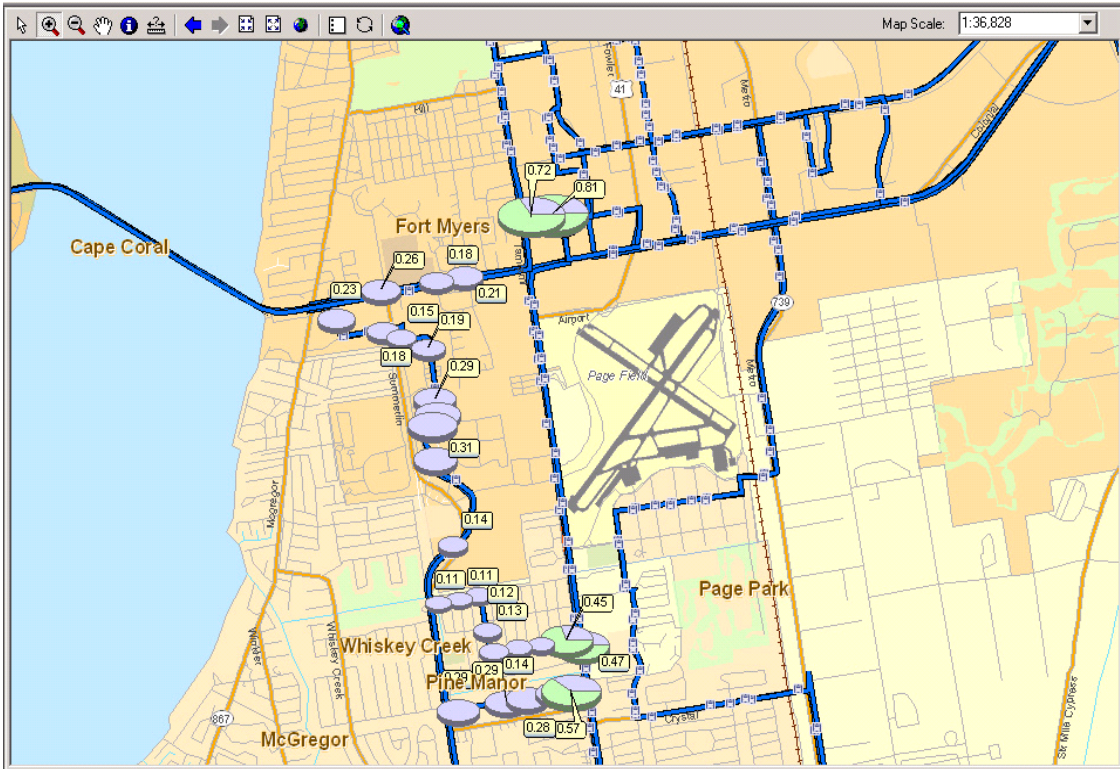 Map Scale:
1:36,828
Fowler
41
Metro
Hill
Colonial
0.72
0.81
Fort Myers
Cape Coral
0.18
0.26
0.23
0.21
Airport
739
0.15
0.19
0.18
Page Field
Metro
Summerlin
0.29
0.31
Mcgregor
0.14
0.11
0.11
0.12
0.13
0.45
Page Park
Whiskey Creek
0.47
0.14
0.29
0.29
Pine Manor
Winkler
Whiskey Creek
867
Crystal
0.28
0.57
McGregor
Six Mile Cypress